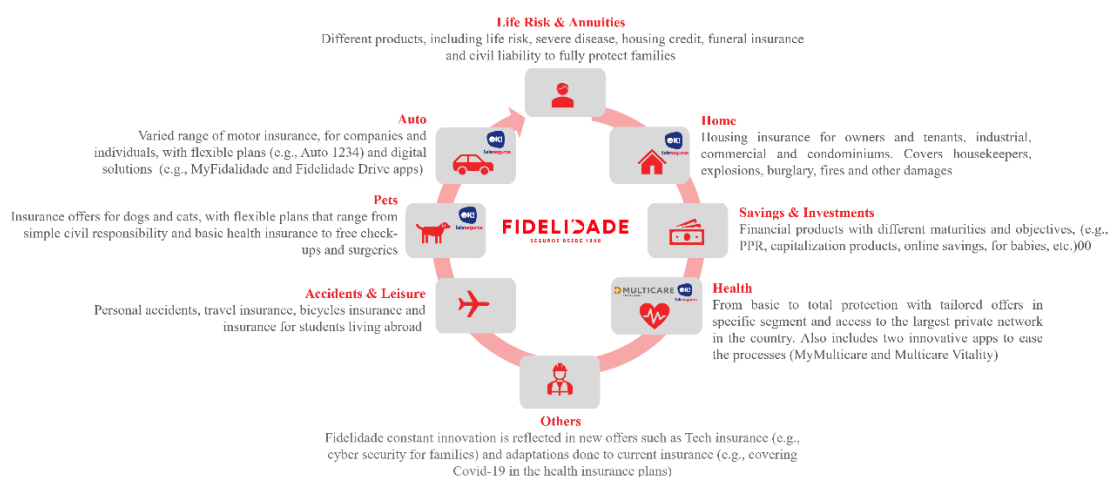 Life Risk & Annuities
Different products, including life risk, severe disease, housing credit, funeral insurance
and civil liability to fully protect families
Auto
Varied range of motor insurance, for companies and
individuals, with flexible plans (e.g., Auto 1234) and digital
solutions (e.g., MyFidalidade and Fidelidade Drive apps)
OK!
teleseguros
OK!
teleseguros
Home
Housing insurance for owners and tenants, industrial,
commercial and condominiums. Covers housekeepers,
explosions, burglary, fires and other damages
Pets
Insurance offers for dogs and cats, with flexible plans that range from
simple civil responsibility and basic health insurance to free check-
ups and surgeries
OK!
teleseguros
FIDELIDADE
SEGUROS DESDE 1808
Savings & Investments
Financial products with different maturities and objectives, (e.g.,
PPR, capitalization products, online savings, for babies, etc.)00
Accidents & Leisure
Personal accidents, travel insurance, bicycles insurance and
insurance for students living abroad
MULTICARE
OK!
teleseguros
Health
From basic to total protection with tailored offers in
specific segment and access to the largest private network
in the country. Also includes two innovative apps to ease
the processes (MyMulticare and Multicare Vitality)
Others
Fidelidade constant innovation is reflected in new offers such as Tech insurance (e.g.,
cyber security for families) and adaptations done to current insurance (e.g., covering
Covid-19 in the health insurance plans)